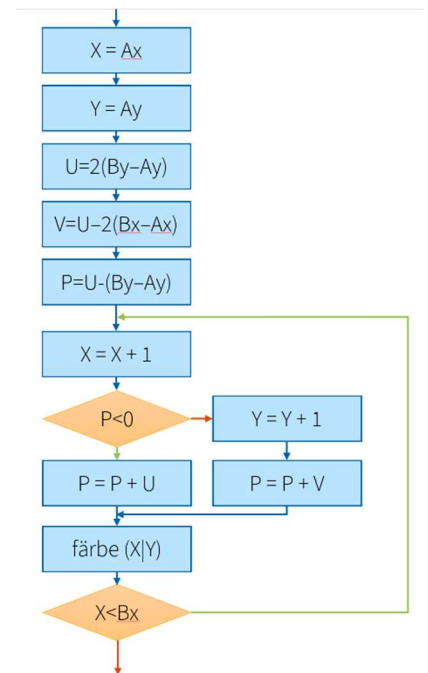 X = Ax
Y = Ay
U=2(By–Ay)
V=U–2(Bx–Ax)
P=U-(By–Ay)
X = X + 1
P<0
Y = Y + 1
P = P + U
P = P + V
färbe (X|Y)
X<Bx